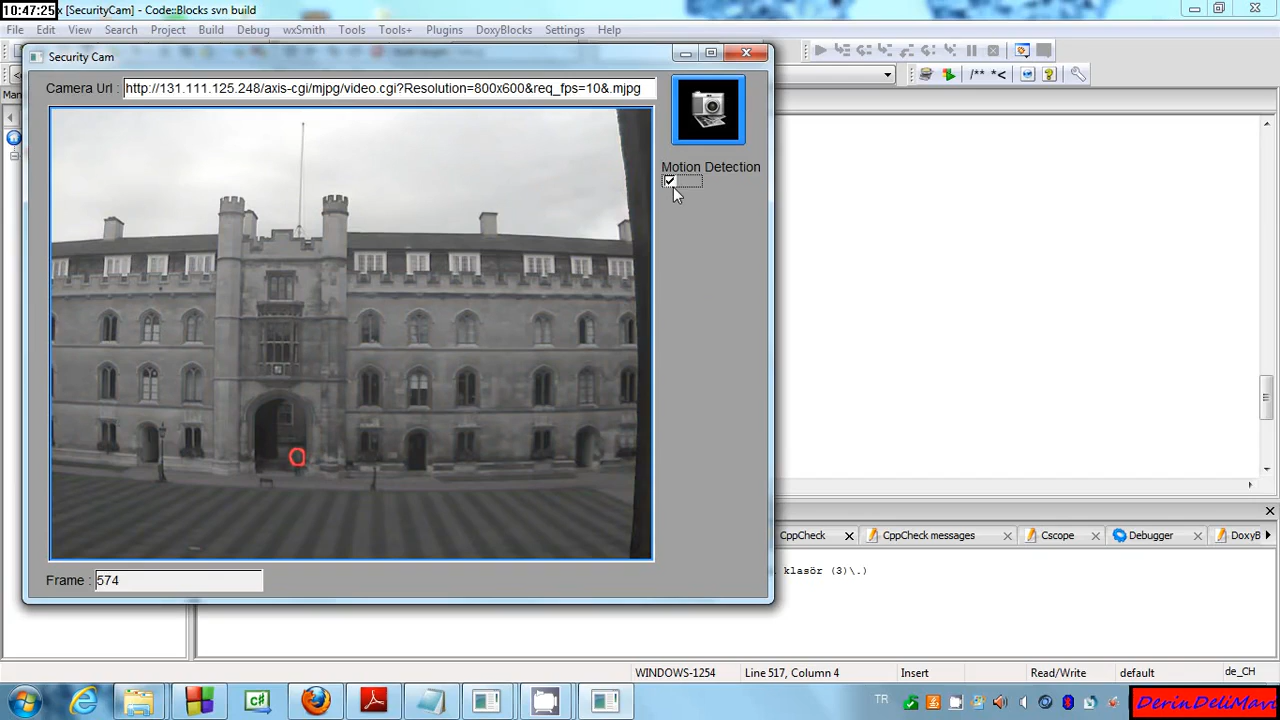 10:47:25
x [SecurityCam] - Code::Blocks svn build
File Edit View Search Project Build Debug wxSmith Tools Tools+ Plugins DoxyBlocks Settings Help
Security Cam
/** *<
Camera Url : http://131.111.125.248/axis-cgi/mjpg/video.cgi?Resolution=800x600&req_fps=10&.mjpg
Motion Detection
CppCheck CppCheck messages Cscope Debugger DoxyB
klasör (3)\.)
Frame : 574
WINDOWS-1254 Line 517, Column 4 Insert Read/Write default de_CH
TR
DerinDeliMavi